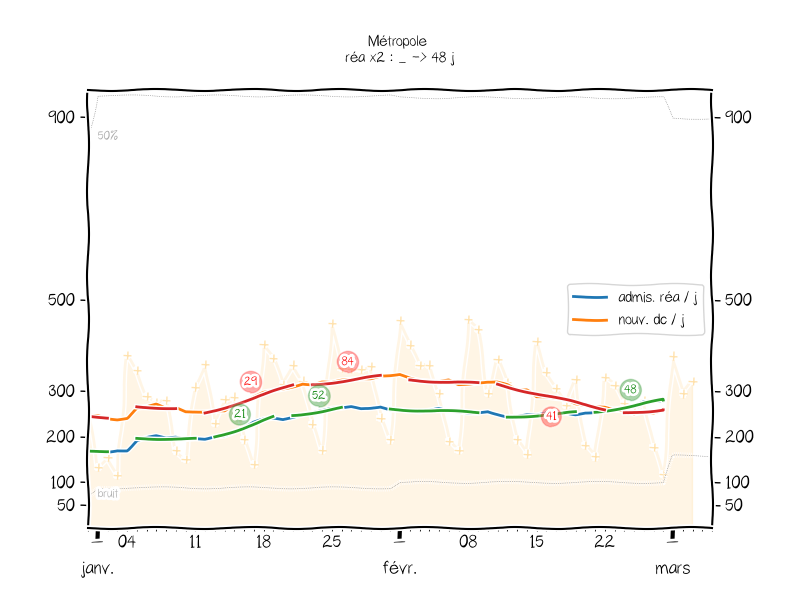 Métropole
réa x2 : _ -> 48 j
900
900
50%
500
500
admis. réa / j
nouv. dc / j
84
29
48
300
300
52
21
41
200
200
100
100
bruit
50
50
04 11 18 25 08 15 22
janv. févr. mars